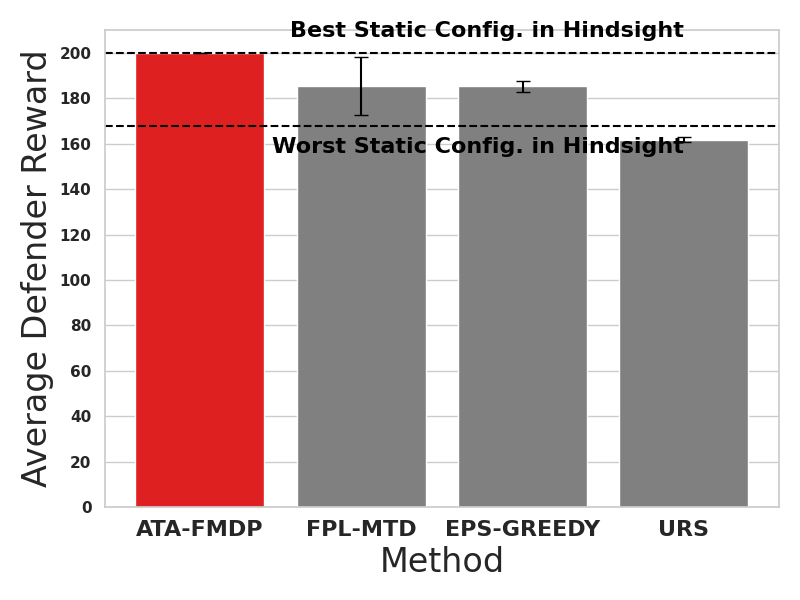 Best Static Config. in Hindsight
Worst Static Config. in Hindsight
Average Defender Reward
200
180
160
140
120
100
80
60
40
20
0
ATA-FMDP FPL-MTD EPS-GREEDY URS
Method